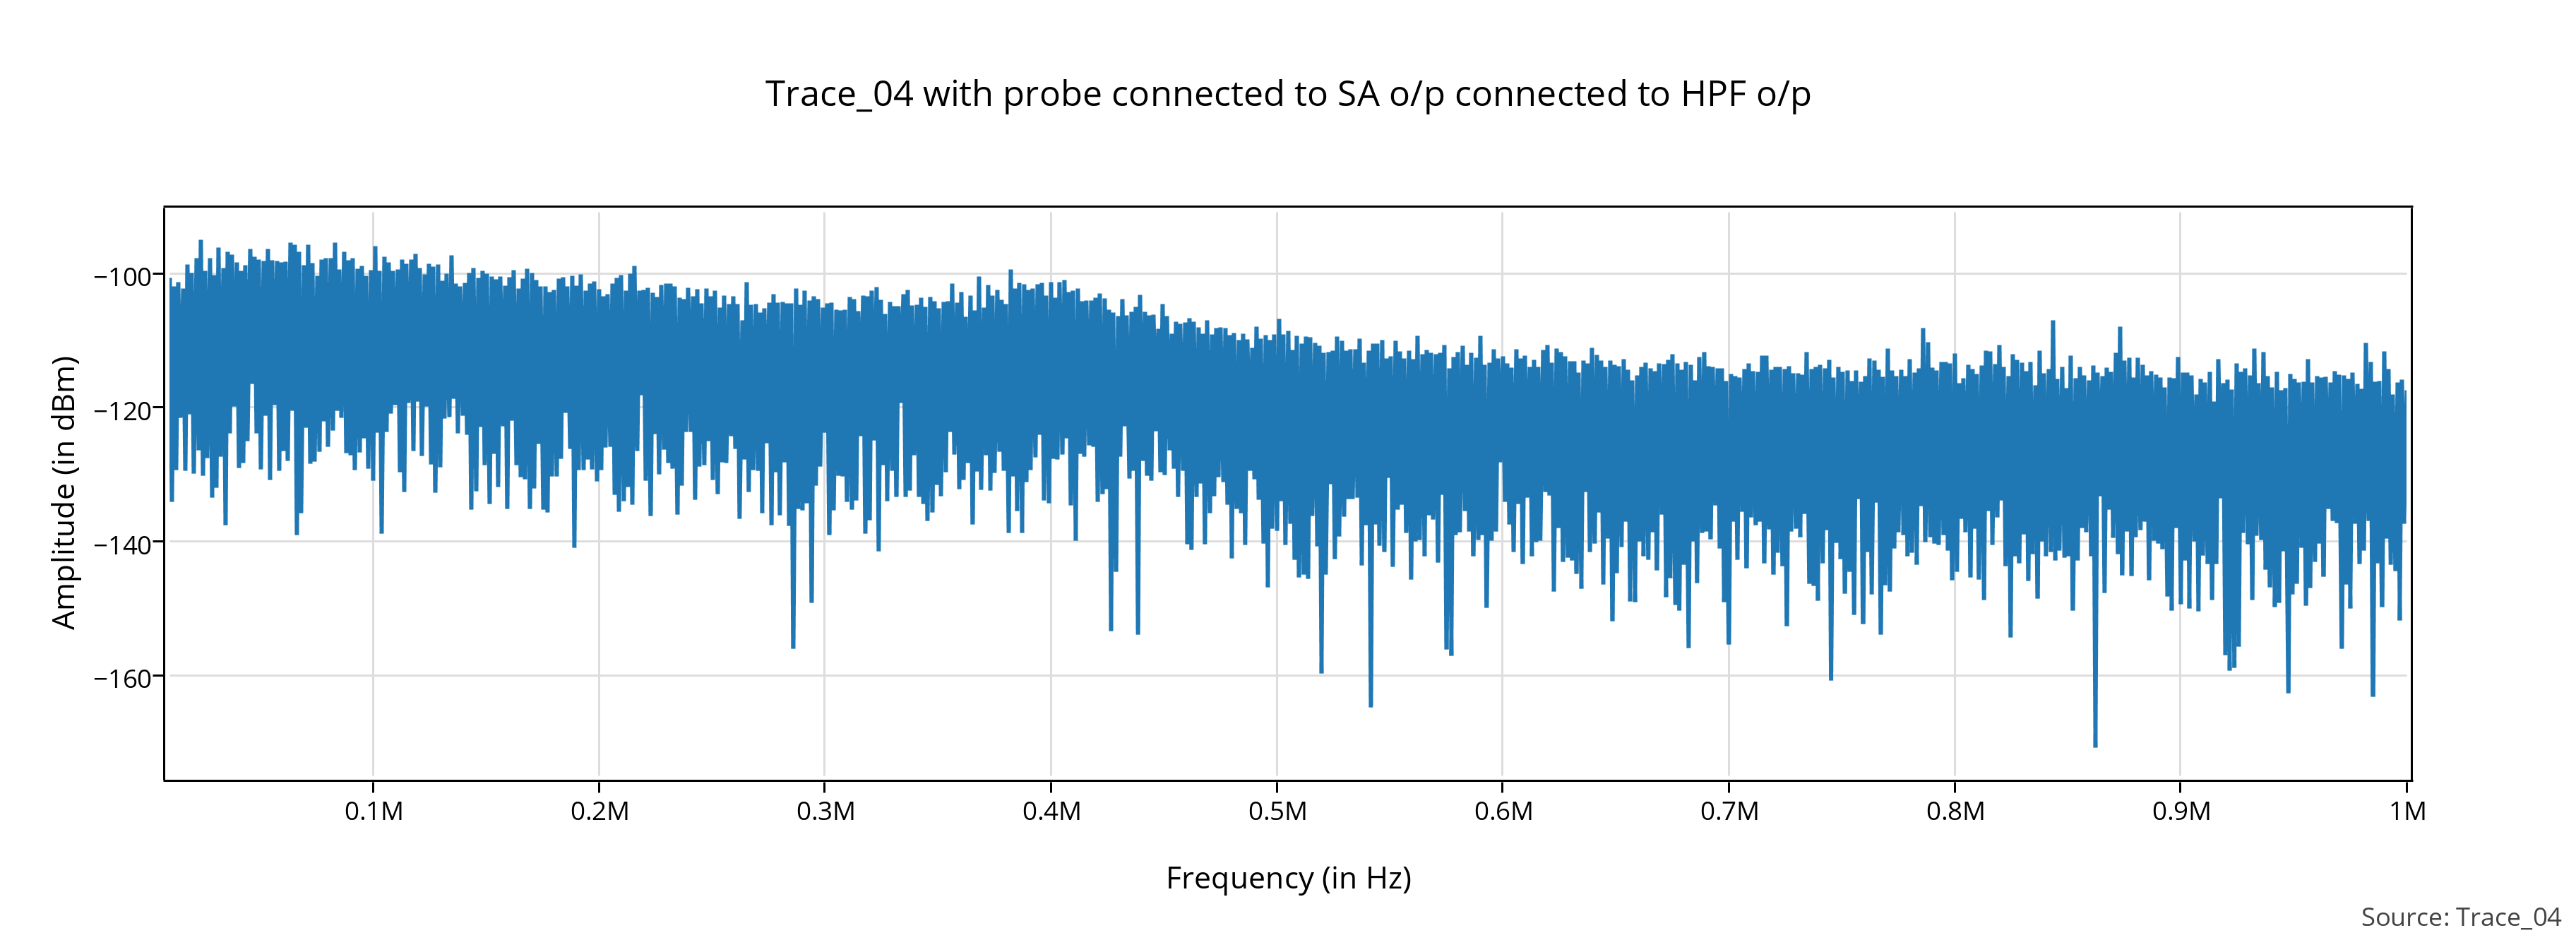 Trace_04 with probe connected to SA o/p connected to HPF o/p
Amplitude (in dBm)
−100
−120
−140
−160
0.1M 0.2M 0.3M 0.4M 0.5M 0.6M 0.7M 0.8M 0.9M 1M
Frequency (in Hz)
Source: Trace_04